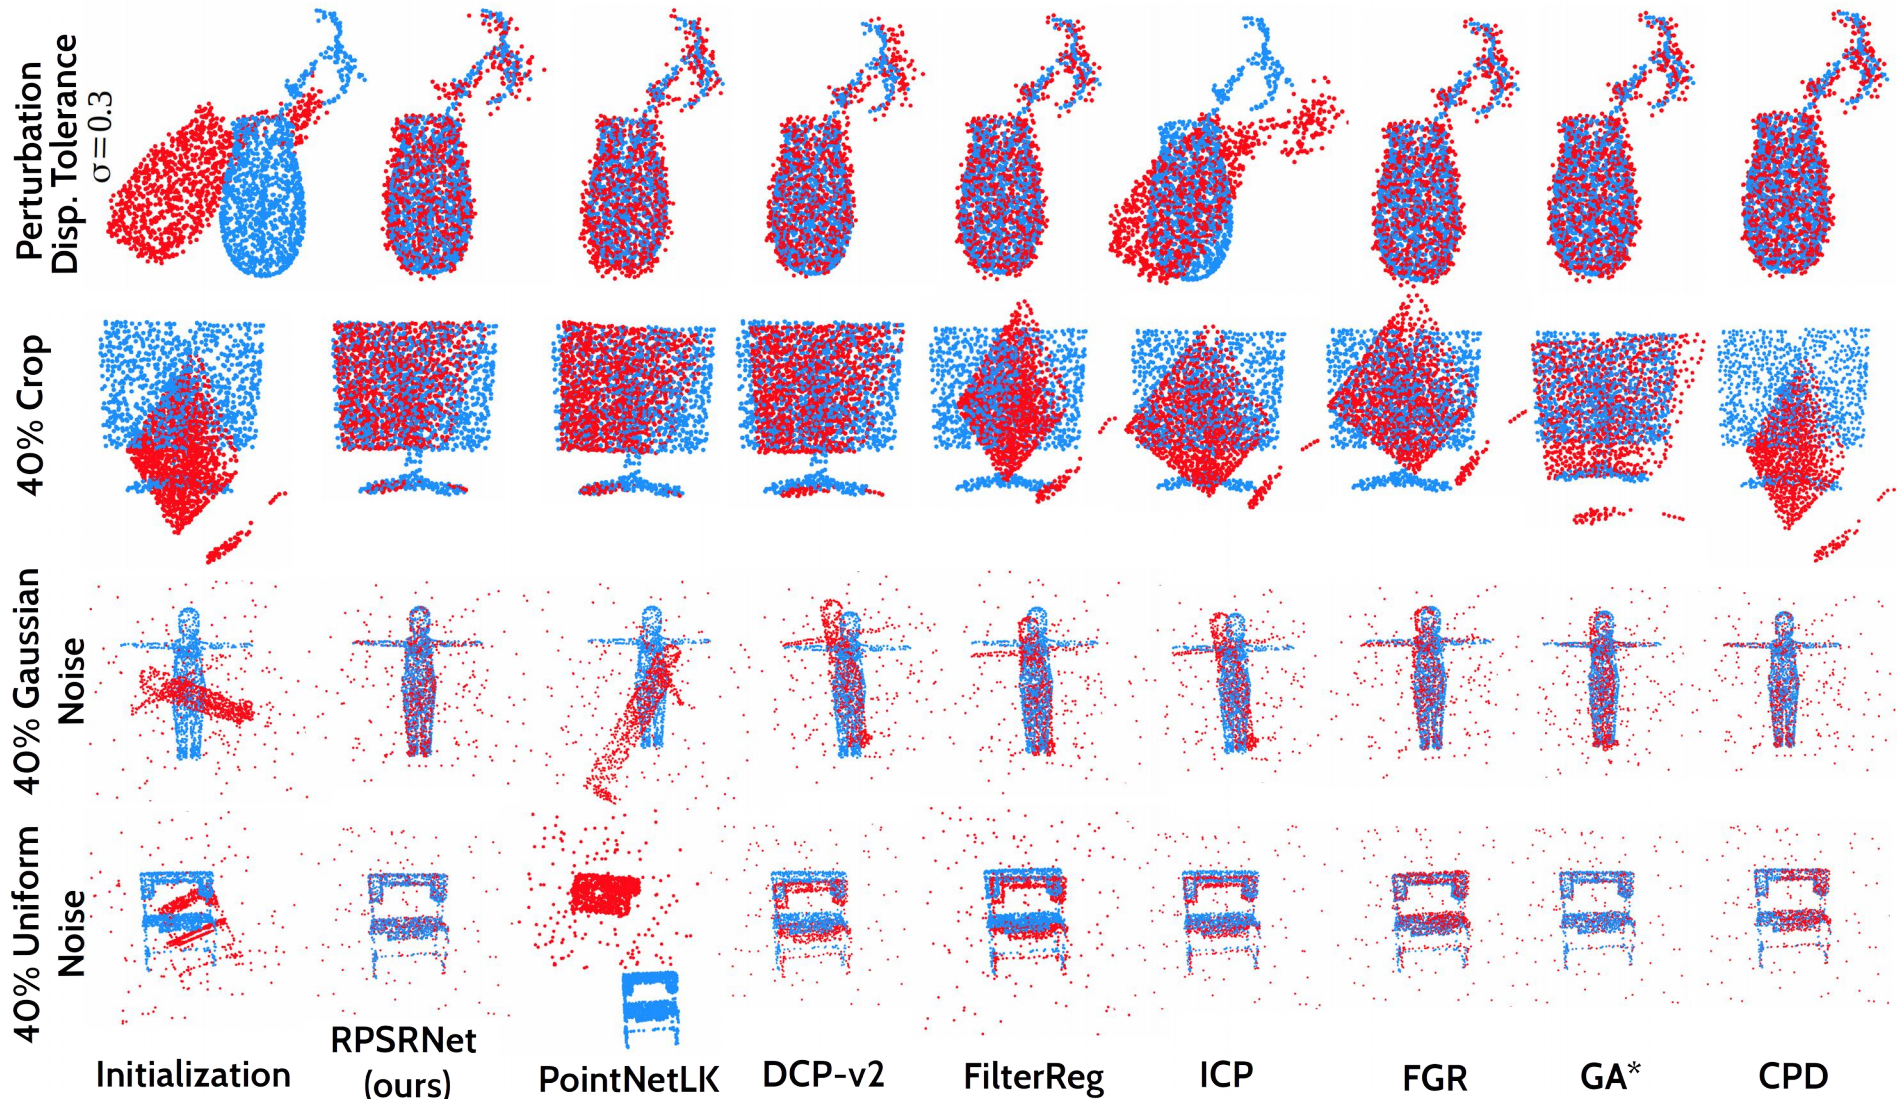 Perturbation
Disp. Tolerance
σ=0.3
40% Crop
40% Gaussian
Noise
40% Uniform
Noise
Initialization
RPSRNet
(ours)
PointNetLK
DCP-v2
FilterReg
ICP
FGR
GA*
CPD